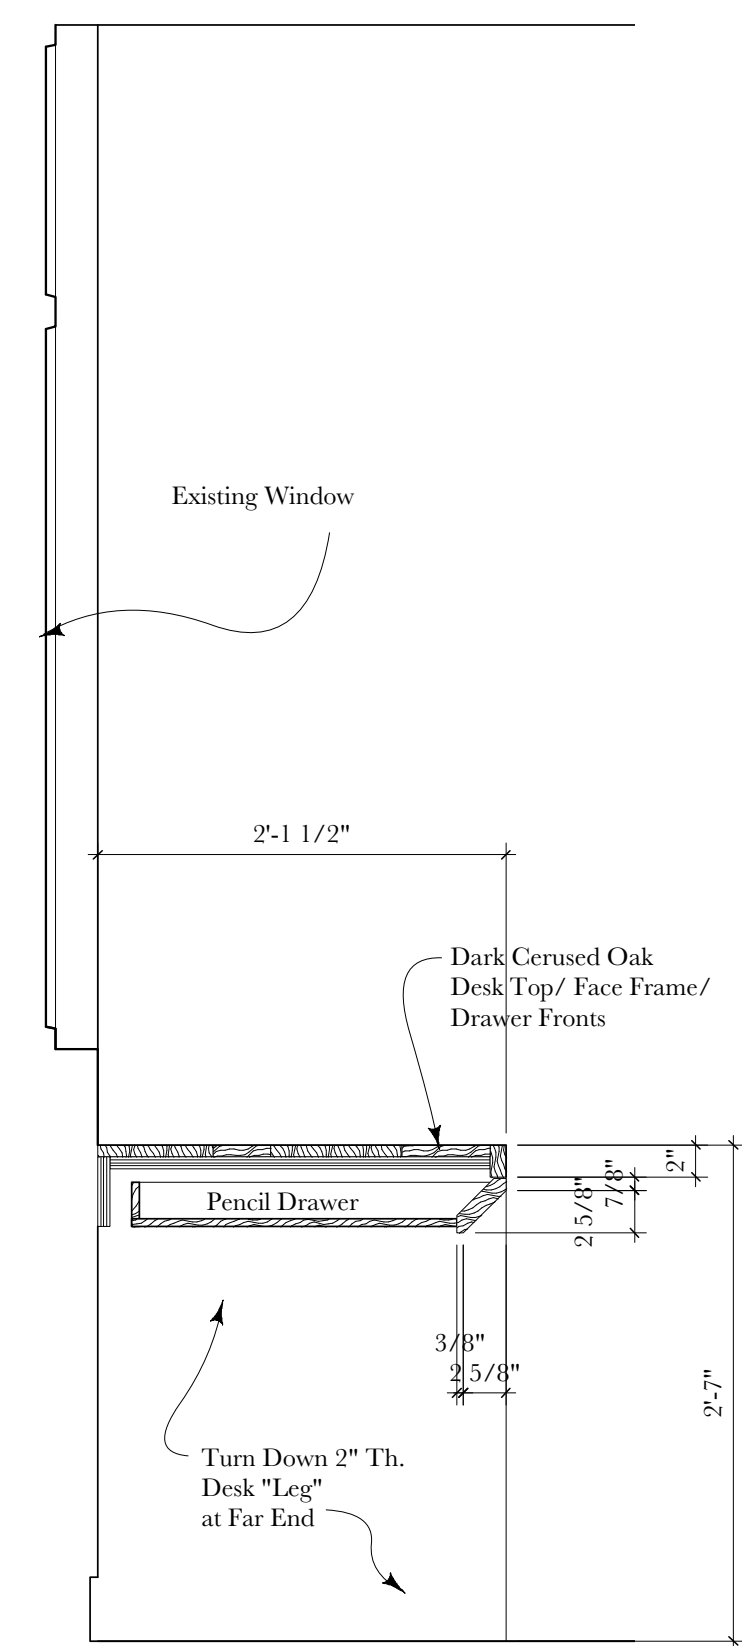 Existing Window
2'-1 1/2"
Dark Cerused Oak
Desk Top/ Face Frame/
Drawer Fronts
2"
7/8"
2 5/8"
Pencil Drawer
3/8"
2 5/8"
2'-7"
Turn Down 2" Th.
Desk "Leg"
at Far End